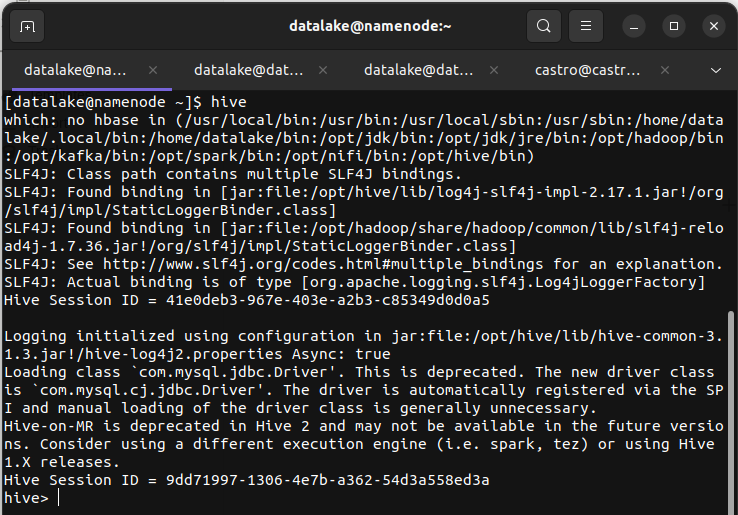 datalake@namenode:~
datalake@na...
datalake@dat...
datalake@dat...
castro@castr...
[datalake@namenode ~]$ hive
which: no hbase in (/usr/local/bin:/usr/bin:/usr/local/sbin:/usr/sbin:/home/data
lake/.local/bin:/home/datalake/bin:/opt/jdk/bin:/opt/jdk/jre/bin:/opt/hadoop/bin
:/opt/kafka/bin:/opt/spark/bin:/opt/nifi/bin:/opt/hive/bin)
SLF4J: Class path contains multiple SLF4J bindings.
SLF4J: Found binding in [jar:file:/opt/hive/lib/log4j-slf4j-impl-2.17.1.jar!/org
/slf4j/impl/StaticLoggerBinder.class]
SLF4J: Found binding in [jar:file:/opt/hadoop/share/hadoop/common/lib/slf4j-relo
ad4j-1.7.36.jar!/org/slf4j/impl/StaticLoggerBinder.class]
SLF4J: See http://www.slf4j.org/codes.html#multiple_bindings for an explanation.
SLF4J: Actual binding is of type [org.apache.logging.slf4j.Log4jLoggerFactory]
Hive Session ID = 41e0deb3-967e-403e-a2b3-c85349d0d0a5
Logging initialized using configuration in jar:file:/opt/hive/lib/hive-common-3.
1.3.jar!/hive-log4j2.properties Async: true
Loading class `com.mysql.jdbc.Driver'. This is deprecated. The new driver class
is `com.mysql.cj.jdbc.Driver'. The driver is automatically registered via the SP
I and manual loading of the driver class is generally unnecessary.
Hive-on-MR is deprecated in Hive 2 and may not be available in the future versio
ns. Consider using a different execution engine (i.e. spark, tez) or using Hive
1.X releases.
Hive Session ID = 9dd71997-1306-4e7b-a362-54d3a558ed3a
hive>